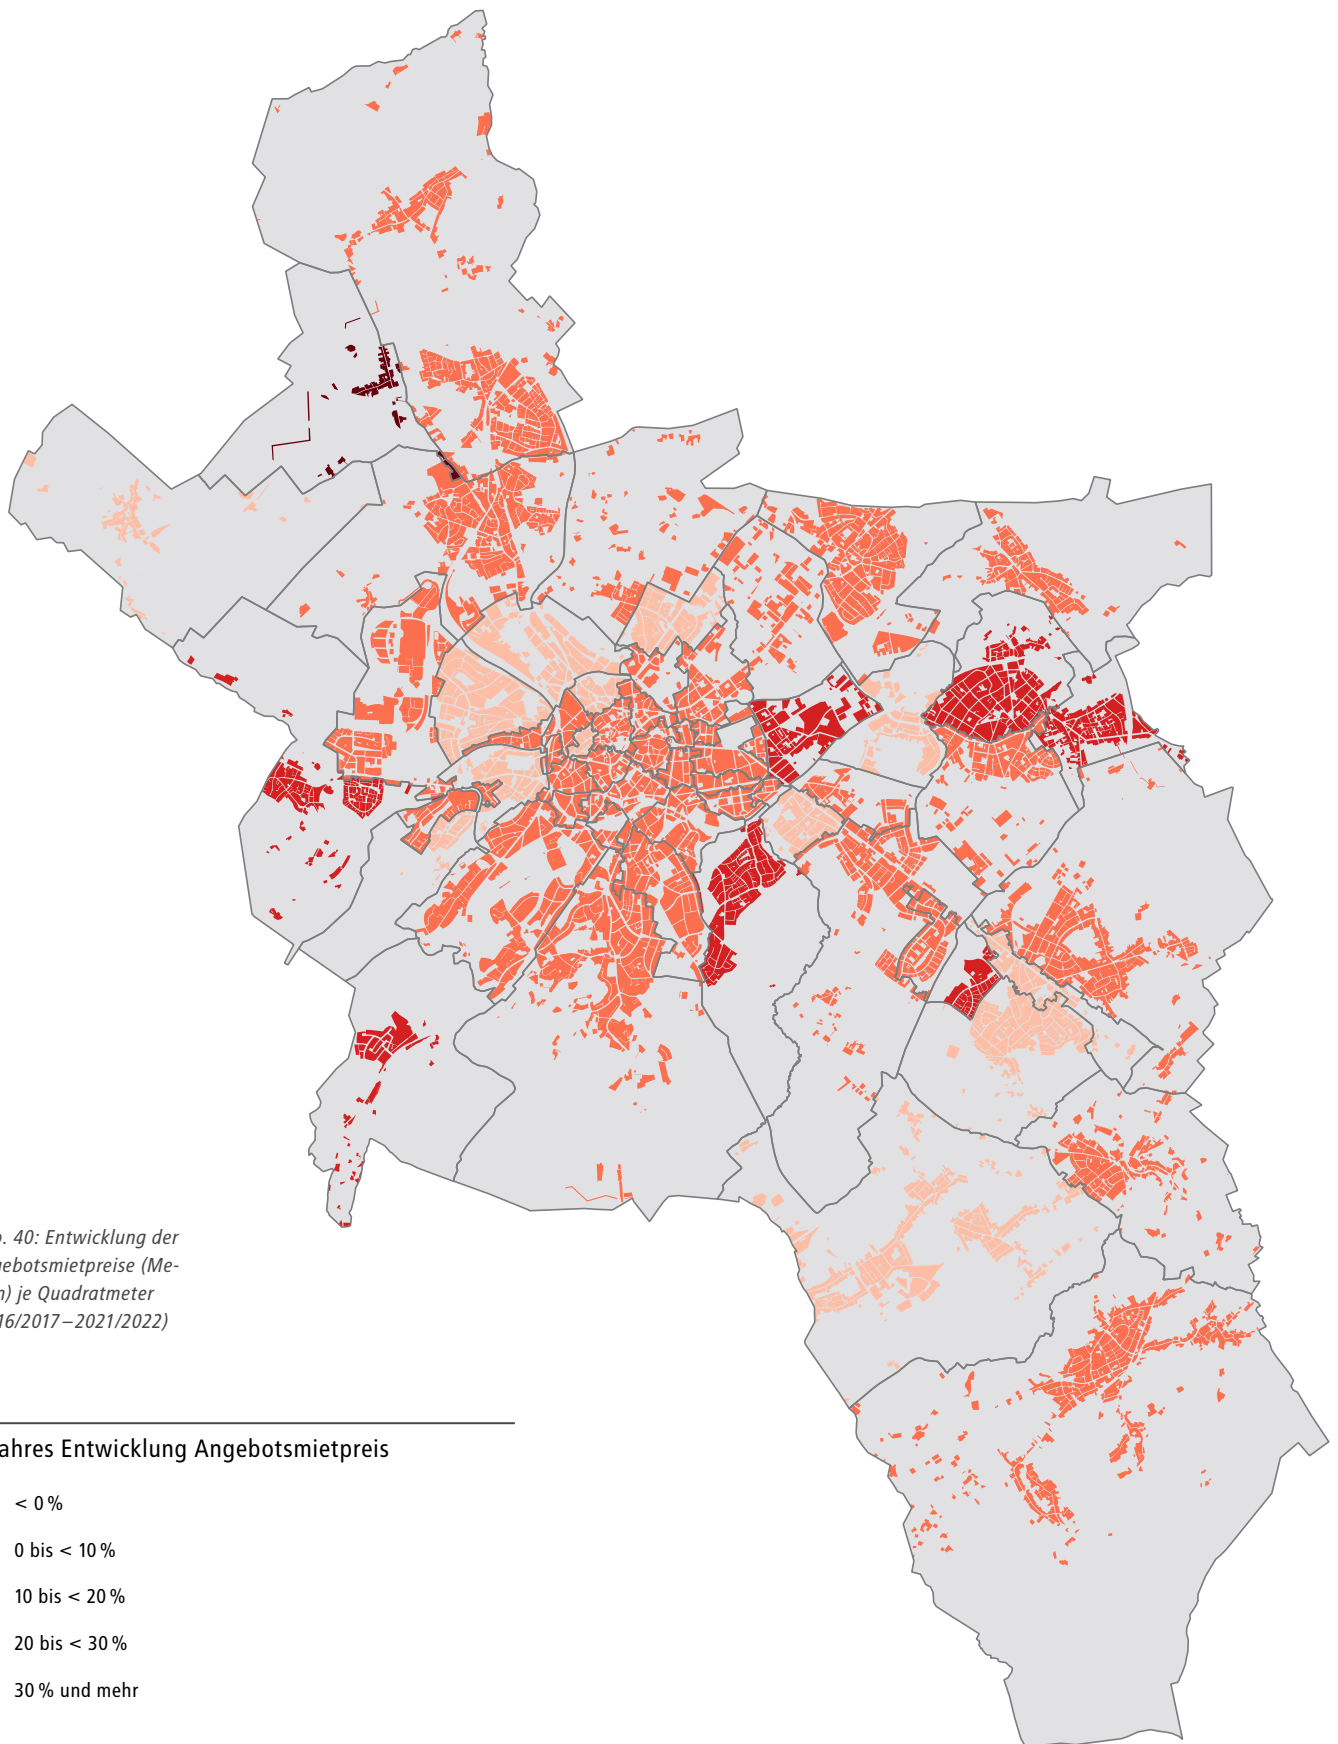 40: Entwicklung der
gebotsmietpreise (Me-
n) je Quadratmeter
16/2017–2021/2022)
ahres Entwicklung Angebotsmietpreis
< 0 %
0 bis < 10 %
10 bis < 20 %
20 bis < 30 %
30 % und mehr